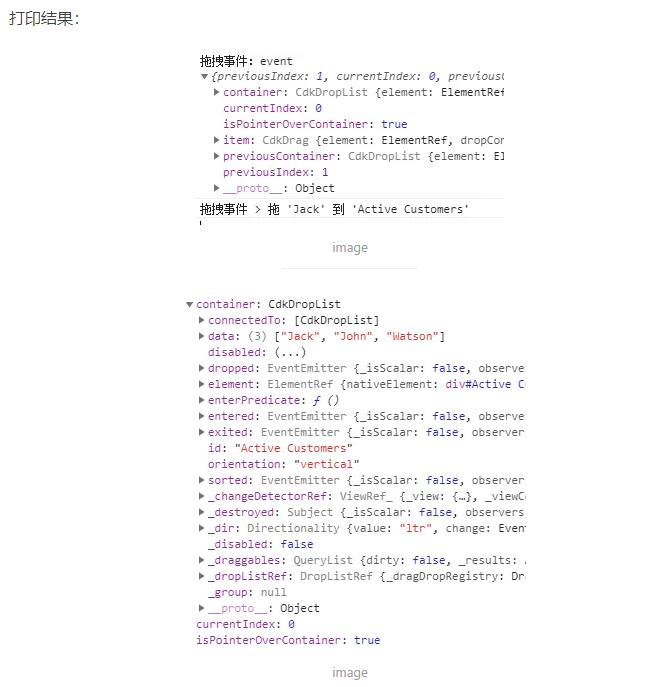 打印结果：
拖拽事件: event
▼{previousIndex: 1, currentIndex: 0, previous
▶container: CdkDropList {element: ElementRef
currentIndex: 0
isPointerOverContainer: true
▶item: CdkDrag {element: ElementRef, dropCon
▶previousContainer: CdkDropList {element: El
previousIndex: 1
▶__proto__: Object
拖拽事件 > 拖 'Jack' 到 'Active Customers'
image
▼container: CdkDropList
▶connectedTo: [CdkDropList]
▶data: (3) ["Jack", "John", "Watson"]
disabled: (...)
▶dropped: EventEmitter {_isScalar: false, observer
▶element: ElementRef {nativeElement: div#Active C
▶enterPredicate: ƒ ()
▶entered: EventEmitter {_isScalar: false, observer
▶exited: EventEmitter {_isScalar: false, observer
id: "Active Customers"
orientation: "vertical"
▶sorted: EventEmitter {_isScalar: false, observer
▶_changeDetectorRef: ViewRef_ {_view: {…}, _viewC
▶_destroyed: Subject {_isScalar: false, observers
▶_dir: Directionality {value: "ltr", change: Even
_disabled: false
▶_draggables: QueryList {dirty: false, _results:
▶_dropListRef: DropListRef {_dragDropRegistry: Dr
_group: null
▶__proto__: Object
currentIndex: 0
isPointerOverContainer: true
image